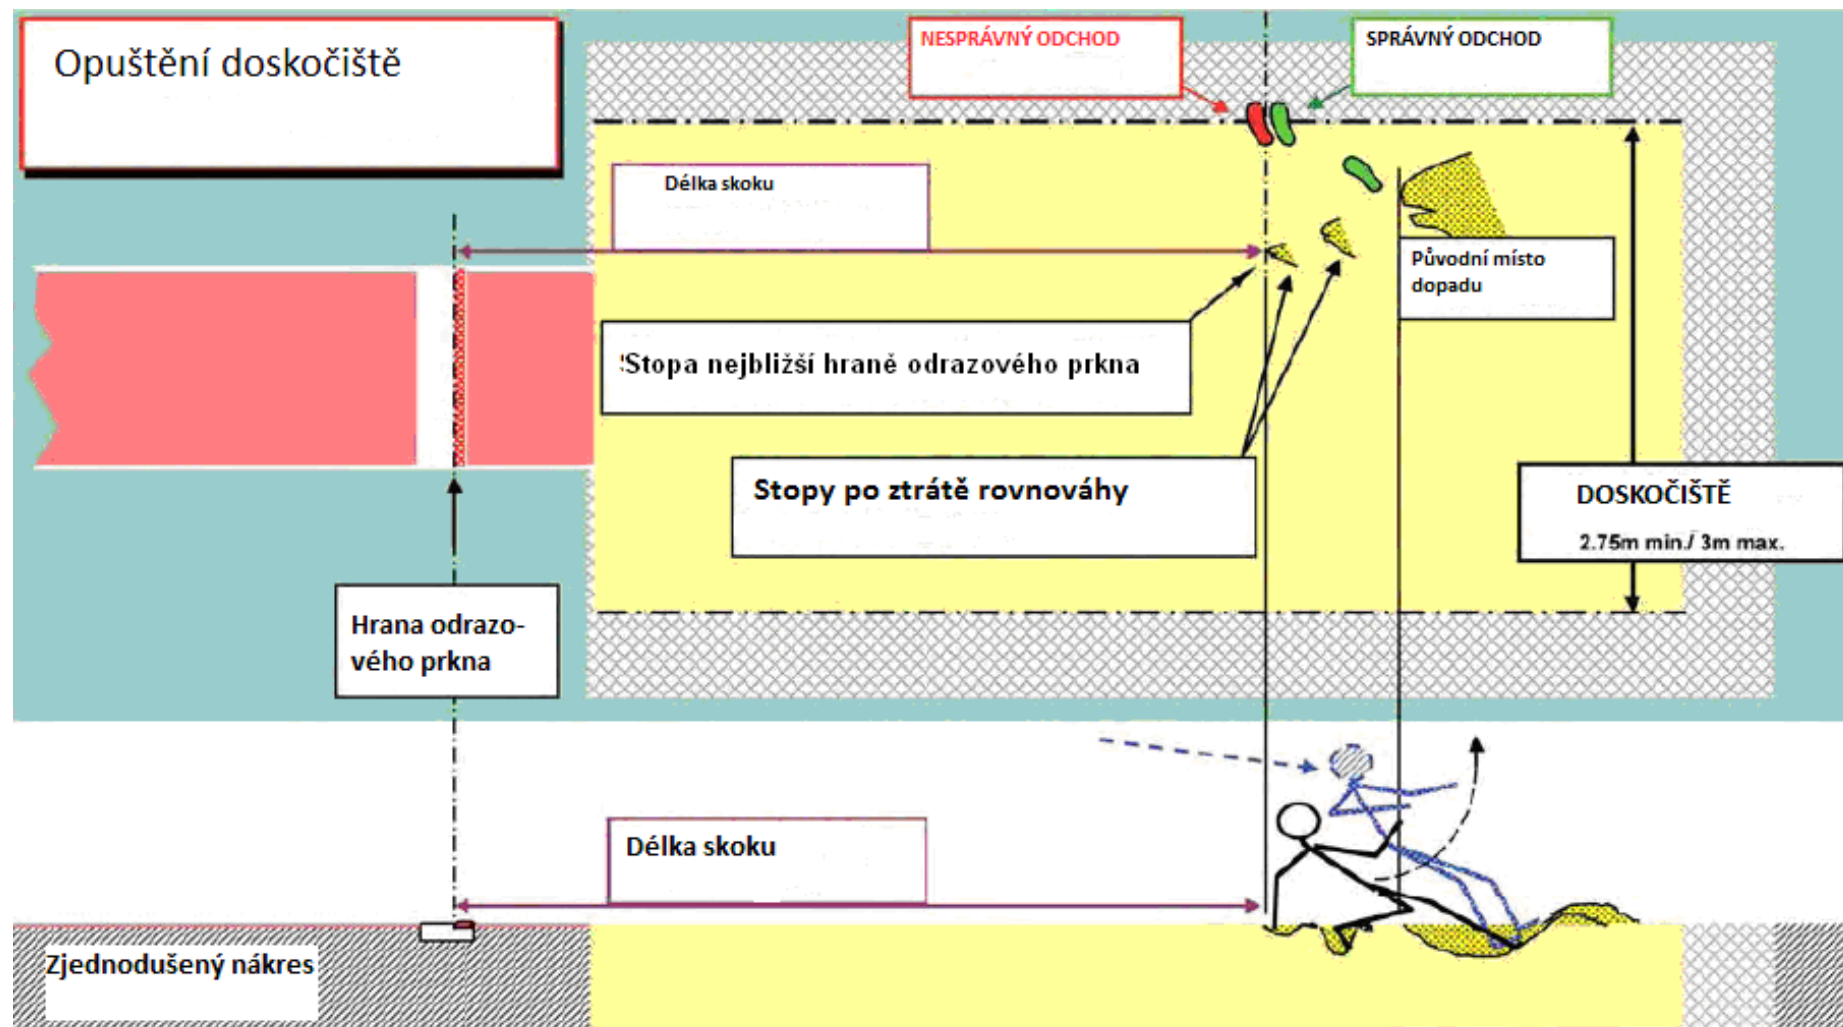 Opuštění doskočiště
NESPRÁVNÝ ODCHOD
SPRÁVNÝ ODCHOD
Délka skoku
Původní místo
dopadu
Stopa nejbližší hraně odrazového prkna
Stopy po ztrátě rovnováhy
DOSKOČIŠTĚ
2.75m min./ 3m max.
Hrana odrazo-
vého prkna
Délka skoku
Zjednodušený nákres